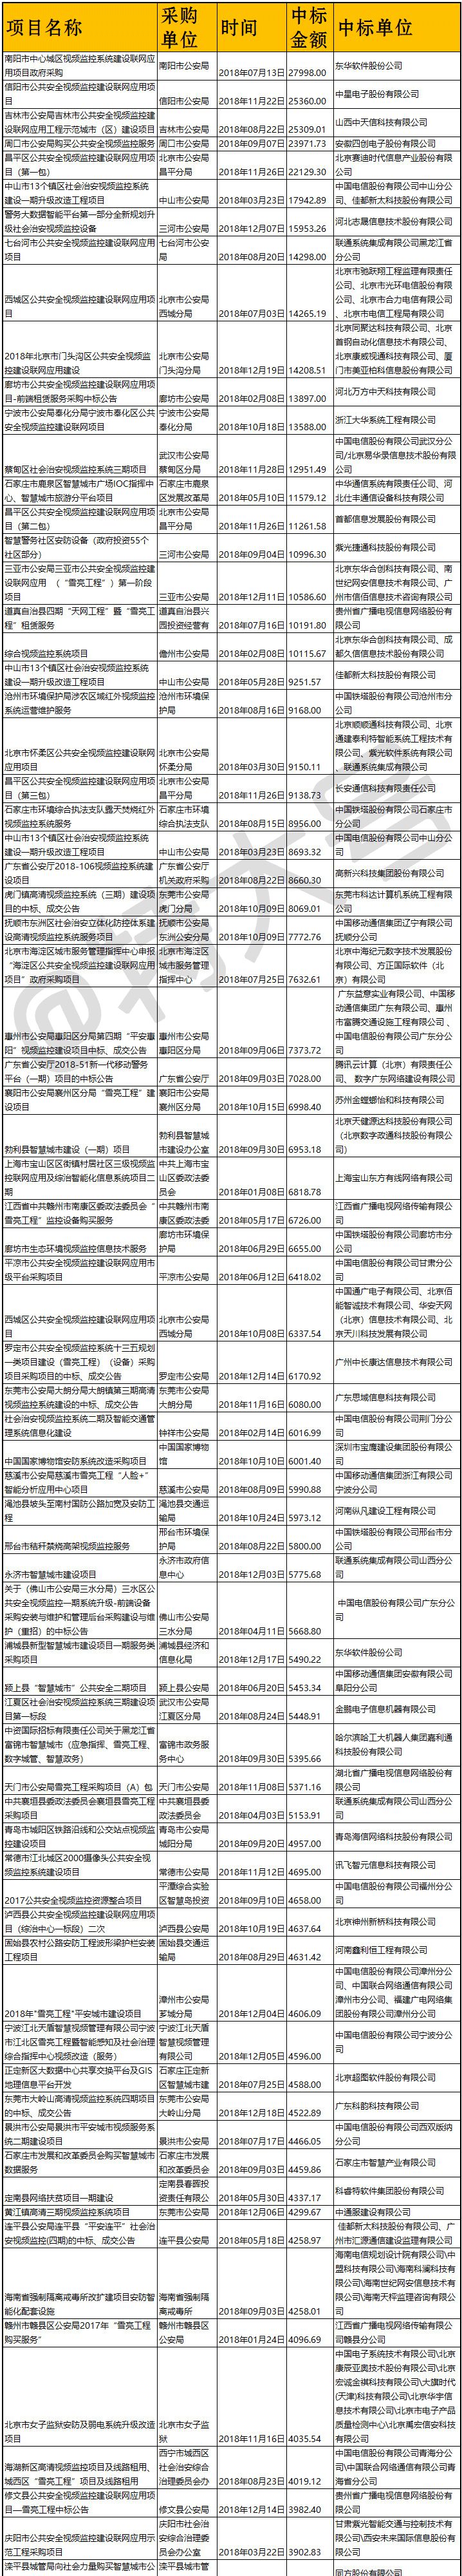 项目名称 采购单位 时间 中标金额 中标单位
南阳市中心城区视频监控系统建设联网应用项目政府采购 南阳市公安局 2018年07月13日 27998.00 东华软件股份公司
信阳市公共安全视频监控建设联网应用项目 信阳市公安局 2018年11月22日 25360.00 中星电子股份有限公司
吉林市公安局吉林市公共安全视频监控建设联网应用工程示范城市（区）建设项目 吉林市公安局 2018年08月22日 25309.01 山西中天信科技有限公司
周口市公安局购买公共安全视频监控服务 周口市公安局 2018年09月07日 23971.73 安徽四创电子股份有限公司
昌平区公共安全视频监控建设联网应用项目（第一包） 北京市公安局昌平分局 2018年11月26日 22129.30 北京赛迪时代信息产业股份有限公司
中山市13个镇区社会治安视频监控系统建设一期升级改造工程项目 中山市公安局 2018年03月23日 17942.89 中国电信股份有限公司中山分公司、佳都新太科技股份有限公司
警务大数据智能平台第一部分全新规划升级社会治安视频监控设备 三河市公安局 2018年12月07日 15953.26 河北志晟信息技术股份有限公司
七台河市公共安全视频监控建设联网应用项目 七台河市公安局 2018年08月20日 14298.00 联通系统集成有限公司黑龙江省分公司
西城区公共安全视频监控建设联网应用项目 北京市公安局西城分局 2018年07月03日 14265.19 北京市驰跃翔工程监理有限责任公司、北京市光环电信股份有限公司、北京市合力电信有限公司、北京市电信工程局有限公司
2018年北京市门头沟区公共安全视频监控建设联网应用建设 北京市公安局门头沟分局 2018年12月19日 14208.51 北京同聚达科技有限公司、北京首钢自动化信息技术有限公司、北京康威视通科技有限公司、厦门市美亚柏科信息股份有限公司
廊坊市公共安全视频监控建设联网应用项目-前端租赁服务采购中标公告 廊坊市公安局 2018年02月08日 13897.00 河北万方中天科技有限公司
宁波市公安局奉化分局宁波市奉化区公共安全视频监控建设联网项目 宁波市公安局奉化分局 2018年10月18日 13588.00 浙江大华系统工程有限公司
蔡甸区社会治安视频监控系统三期项目 武汉市公安局蔡甸区分局 2018年11月28日 12951.49 中国电信股份有限公司武汉分公司/北京易华录信息技术股份有限公司
石家庄市鹿泉区智慧城市广场IOC指挥中心、智慧城市旅游分平台项目 石家庄市鹿泉区发展改革局 2018年05月10日 11579.12 中华通信系统有限责任公司、河北仕丰通信设备科技有限公司
昌平区公共安全视频监控建设联网应用项目（第二包） 北京市公安局昌平分局 2018年11月26日 11261.58 首都信息发展股份有限公司
智慧警务社区安防设备（政府投资55个社区部分） 三河市公安局 2018年09月04日 10996.30 紫光捷通科技股份有限公司
三亚市公安局三亚市公共安全视频监控建设联网应用（“雪亮工程”）第一阶段项目 三亚市公安局 2018年12月11日 10586.60 北京东华合创科技有限公司、南世纪网安信息技术有限公司、广州市信佰信息技术咨询有限公司
道真自治县四期“天网工程”暨“雪亮工程”租赁服务 道真自治县兴园投资经营有 2018年07月16日 10191.80 贵州省广播电视信息网络股份有限公司
综合视频监控系统项目 儋州市公安局 2018年02月08日 10115.67 北京东华合创科技有限公司、成都久信信息技术股份有限公司
中山市13个镇区社会治安视频监控系统建设一期升级改造工程项目 中山市公安局 2018年05月28日 9251.57 佳都新太科技股份有限公司
沧州市环境保护局涉农区域红外视频监控系统运营维护服务 沧州市环境保护局 2018年08月16日 9168.00 中国铁塔股份有限公司沧州市分公司
北京市怀柔区公共安全视频监控建设联网应用项目 北京市公安局怀柔分局 2018年03月30日 9150.11 北京顺顺通科技有限公司、北京通建泰利特智能系统工程技术有限公司、紫光软件系统有限公司、联通系统集成有限公司
昌平区公共安全视频监控建设联网应用项目（第三包） 北京市公安局昌平分局 2018年11月26日 9138.73 长安通信科技有限责任公司
石家庄市环境综合执法支队露天焚烧红外视频监控系统服务 石家庄市环境综合执法支队 2018年08月15日 8956.00 中国铁塔股份有限公司石家庄市分公司
中山市13个镇区社会治安视频监控系统建设一期升级改造工程项目 中山市公安局 2018年03月23日 8693.32 中国电信股份有限公司中山分公司
广东省公安厅2018-106视频监控系统建设项目 广东省公安厅机关政府采购 2018年08月22日 8660.30 高新兴科技集团股份有限公司
虎门镇高清视频监控系统（三期）建设项目的中标、成交公告 东莞市公安局虎门分局 2018年10月09日 8069.01 东莞市科达计算机系统工程有限公司
抚顺市东洲区社会治安立体化防控体系建设高清视频监控系统服务项目 抚顺市公安局东洲公安分局 2018年10月09日 7772.76 中国移动通信集团辽宁有限公司抚顺分公司
北京市海淀区城市服务管理指挥中心申报“海淀区公共安全视频监控建设联网应用项目”政府采购项目 北京市海淀区城市服务管理指挥中心 2018年07月25日 7632.61 北京中海纪元数字技术发展股份有限公司、方正国际软件（北京）有限公司
惠州市公安局惠阳区分局第四期“平安惠阳”视频监控建设项目中标、成交公告 惠州市公安局惠阳区分局 2018年09月06日 7373.72 广东益意实业有限公司、中国移动通信集团广东有限公司、惠州市富腾交通设施工程有限公司、中国电信股份有限公司广东分公司
广东省公安厅2018-51新一代移动警务平台（一期）项目的中标公告 广东省公安厅 2018年09月03日 7028.00 腾讯云计算（北京）有限责任公司、数字广东网络建设有限公司
襄阳市公安局襄州分局“雪亮工程”建设项目 襄阳市公安局襄州区分局 2018年10月15日 6998.40 苏州金螳螂怡和科技有限公司
勃利县智慧城市建设（一期）项目 勃利县智慧城市建设办公室 2018年09月30日 6953.18 北京天健源达科技股份有限公司（北京数字政通科技股份有限公司）
上海市宝山区区街镇村居社区三级视频监控联网应用及综治智能化信息系统项目二期 中共上海市宝山区委政法委员会 2018年01月08日 6818.78 上海宝山东方有线网络有限公司
江西省中共赣州市南康区委政法委员会“雪亮工程”监控设备购买服务 中共赣州市南康区委政法委 2018年05月17日 6726.00 江西省广播电视网络传输有限公司
廊坊市生态环境视频监控信息技术服务 廊坊市环境保护局 2018年06月29日 6655.00 中国铁塔股份有限公司廊坊市分公司
平凉市公共安全视频监控建设联网应用市级平台采购项目 平凉市公安局 2018年06月12日 6418.02 中国电信股份有限公司甘肃分公司
西城区公共安全视频监控建设联网应用项目 北京市公安局西城分局 2018年10月08日 6337.54 中国通广电子有限公司、北京佰能智诚技术有限公司、华安天网（北京）信息技术有限公司、北京天川科技发展有限公司
罗定市公共安全视频监控系统十三五规划一类项目建设（雪亮工程）（设备）采购项目采购项目的中标、成交公告 罗定市公安局 2018年12月14日 6170.92 广州中长康达信息技术有限公司
东莞市公安局大朗分局大朗镇第三期高清视频监控系统建设的中标、成交公告 东莞市公安局大朗分局 2018年11月16日 6080.00 广东思域信息科技有限公司
社会治安视频监控系统二期及智能交通管理系统信息化建设 钟祥市公安局 2018年02月14日 6016.99 中国电信股份有限公司荆门分公司
中国国家博物馆安防系统改造采购项目 中国国家博物馆 2018年10月10日 6001.40 深圳市宝鹰建设集团股份有限公司
慈溪市公安局慈溪市雪亮工程“人脸+”智能分析应用中心项目 慈溪市公安局 2018年08月09日 5990.88 中国移动通信集团浙江有限公司宁波分公司
渑池县坡头至南村国防公路加宽及安防工程 渑池县交通运输局 2018年10月24日 5973.12 河南纵凡建设工程有限公司
邢台市秸秆禁烧高架视频监控服务 邢台市环境保护局 2018年08月22日 5800.00 中国铁塔股份有限公司邢台市分公司
永济市智慧城市建设项目 永济市政府信息中心 2018年12月03日 5775.68 联通系统集成有限公司山西分公司
关于（佛山市公安局三水分局）三水区公共安全视频监控一期系统升级-前端设备采购安装与维护和管理后台采购建设与维护（重招）的中标公示 佛山市公安局三水分局 2018年04月11日 5668.80 中国电信股份有限公司广东分公司
浦城县新型智慧城市建设项目一期服务类采购项目 浦城县经济和信息化局 2018年12月17日 5490.22 东华软件股份公司
颍上县“智慧城市”公共安全二期项目 颍上县公安局 2018年06月20日 5453.34 中国移动通信集团安徽有限公司阜阳分公司
江夏区社会治安视频监控系统三期建设项目第一标段 武汉市公安局江夏区分局 2018年08月24日 5448.91 金鹏电子信息机器有限公司
中资国际招标有限责任公司关于黑龙江省富锦市智慧城市（应急指挥、雪亮工程、数字城管、智慧政务） 富锦市政务服务中心 2018年09月30日 5395.66 哈尔滨哈工大机器人集团嘉利通科技股份有限公司
天门市公安局雪亮工程采购项目（A）包 天门市公安局 2018年11月08日 5371.16 湖北省广播电视信息网络股份有限公司
中共襄垣县委政法委员会襄垣县雪亮工程采购项目 中共襄垣县委政法委员会 2018年04月03日 5153.91 联通系统集成有限公司山西分公司
青岛市城阳区铁路沿线和公交站点视频监控建设项目 青岛市公安局城阳分局 2018年09月20日 4957.00 青岛海信网络科技股份有限公司
常德市江北城区2000摄像头公共安全视频监控系统建设项目 常德市公安局 2018年11月12日 4695.00 讯飞智元信息科技有限公司
2017公共安全视频监控资源整合项目 平潭综合实验区智慧岛投资 2018年09月10日 4658.00 中国电信股份有限公司福州分公司
泸西县公共安全视频监控建设联网应用项目（综治中心一标段）二次 泸西县公安局 2018年10月19日 4637.64 北京神州新桥科技有限公司
固始县农村公路安防工程波形梁护栏安装工程项目 固始县交通运输局 2018年08月29日 4631.42 河南鑫利恒工程有限公司
2018年“雪亮工程”平安城市建设项目 漳州市公安局芗城分局 2018年12月04日 4606.09 中国电信股份有限公司漳州分公司、中国联合网络通信有限公司漳州市分公司、福建广电网络集团股份有限公司漳州分公司
宁波江北天盾智慧视频管理有限公司宁波市江北区雪亮工程暨智能感知及社会治理综合指挥中心视频改造（服务） 宁波江北天盾智慧视频管理有限公司 2018年12月05日 4596.00 中国电信股份有限公司宁波分公司
正定新区大数据中心共享交换平台及GIS地理信息平台开发 石家庄正定新区智慧城市建 2018年07月25日 4588.00 北京超图软件股份有限公司
东莞市大岭山高清视频监控系统四期项目的中标、成交公告 东莞市公安局大岭山分局 2018年12月18日 4522.89 广东科韵科技有限公司
景洪市公安局景洪市平安城市视频服务系统二期建设项目 景洪市公安局 2018年07月17日 4466.05 中国电信股份有限公司西双版纳分公司
石家庄市发展和改革委员会购买智慧城市数据服务 石家庄市发展和改革委员会 2018年09月03日 4459.86 石家庄市智慧产业有限公司
定南县网络扶贫项目一期建设 定南县春晖投资责任有限公 2018年05月30日 4337.17 科睿特软件集团股份有限公司
黄江镇高清三期视频监控系统项目 东莞市公安局 2018年12月06日 4299.67 中通服建设有限公司
连平县公安局连平县“平安连平”社会治安视频监控(四期)的中标、成交公告 连平县公安局 2018年05月18日 4258.97 佳都新太科技股份有限公司、广州市汇源通信建设监理有限公司
海南省强制隔离戒毒所改扩建项目安防智能化配套设施 海南省强制隔离戒毒所 2018年09月03日 4258.01 海南电信规划设计院有限公司\中盟科技有限公司\海南科澜科技有限公司\海南世纪网安信息技术有限公司\海南天梓监理咨询有限公司
赣州市赣县区公安局2017年“雪亮工程购买服务” 赣州市赣县区公安局 2018年01月24日 4096.69 江西省广播电视网络传输有限公司赣县分公司
北京市女子监狱安防及弱电系统升级改造项目 北京市女子监狱 2018年11月16日 4035.54 中国电子系统技术有限公司\北京康辰亚奥技术股份有限公司\北京宏诚金祺科技有限公司\大旗时代(天津)科技有限公司\北京华宇信息技术有限公司\北京市电子产品质量检测中心\北京禹宏信安科技有限公司
海湖新区高清视频监控项目及线路租用、城西区“雪亮工程”项目及线路租用 西宁市城西区社会治安综合治理委员会办 2018年08月23日 4019.12 中国电信股份有限公司青海分公司\中国联合网络通信有限公司青海省分公司
修文县公共安全视频监控建设联网应用项目—雪亮工程中标公告 修文县公安局 2018年12月14日 3982.40 贵州省广播电视信息网络股份有限公司
庆阳市公共安全视频监控建设联网应用示范工程采购项目 庆阳市社会治安综合治理委员会办公室 2018年03月22日 3902.83 甘肃紫光智能交通与控制技术有限公司\西安未来国际信息股份有限公司
滦平县城管局向社会力量购买智慧城市公 滦平县城市管 同方股份有限公司